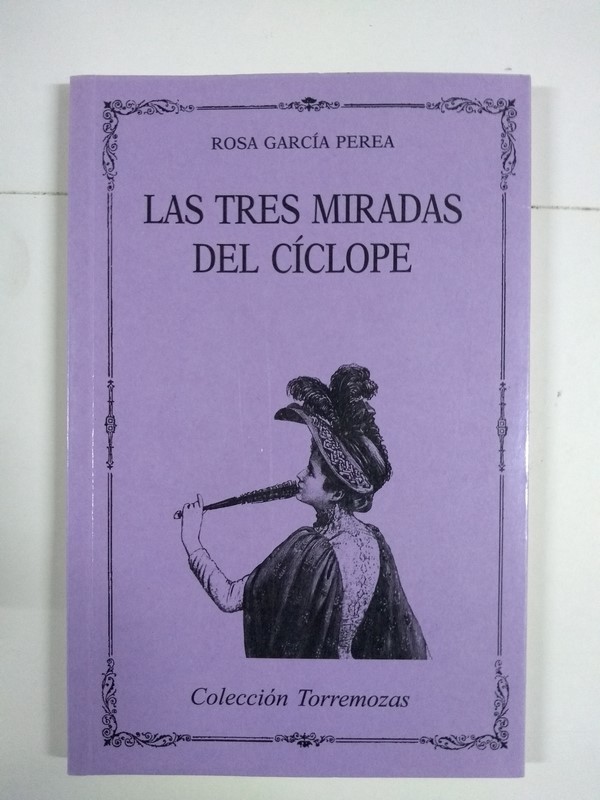 ROSA GARCÍA PEREA
LAS TRES MIRADAS
DEL CÍCLOPE
Colección Torremozas